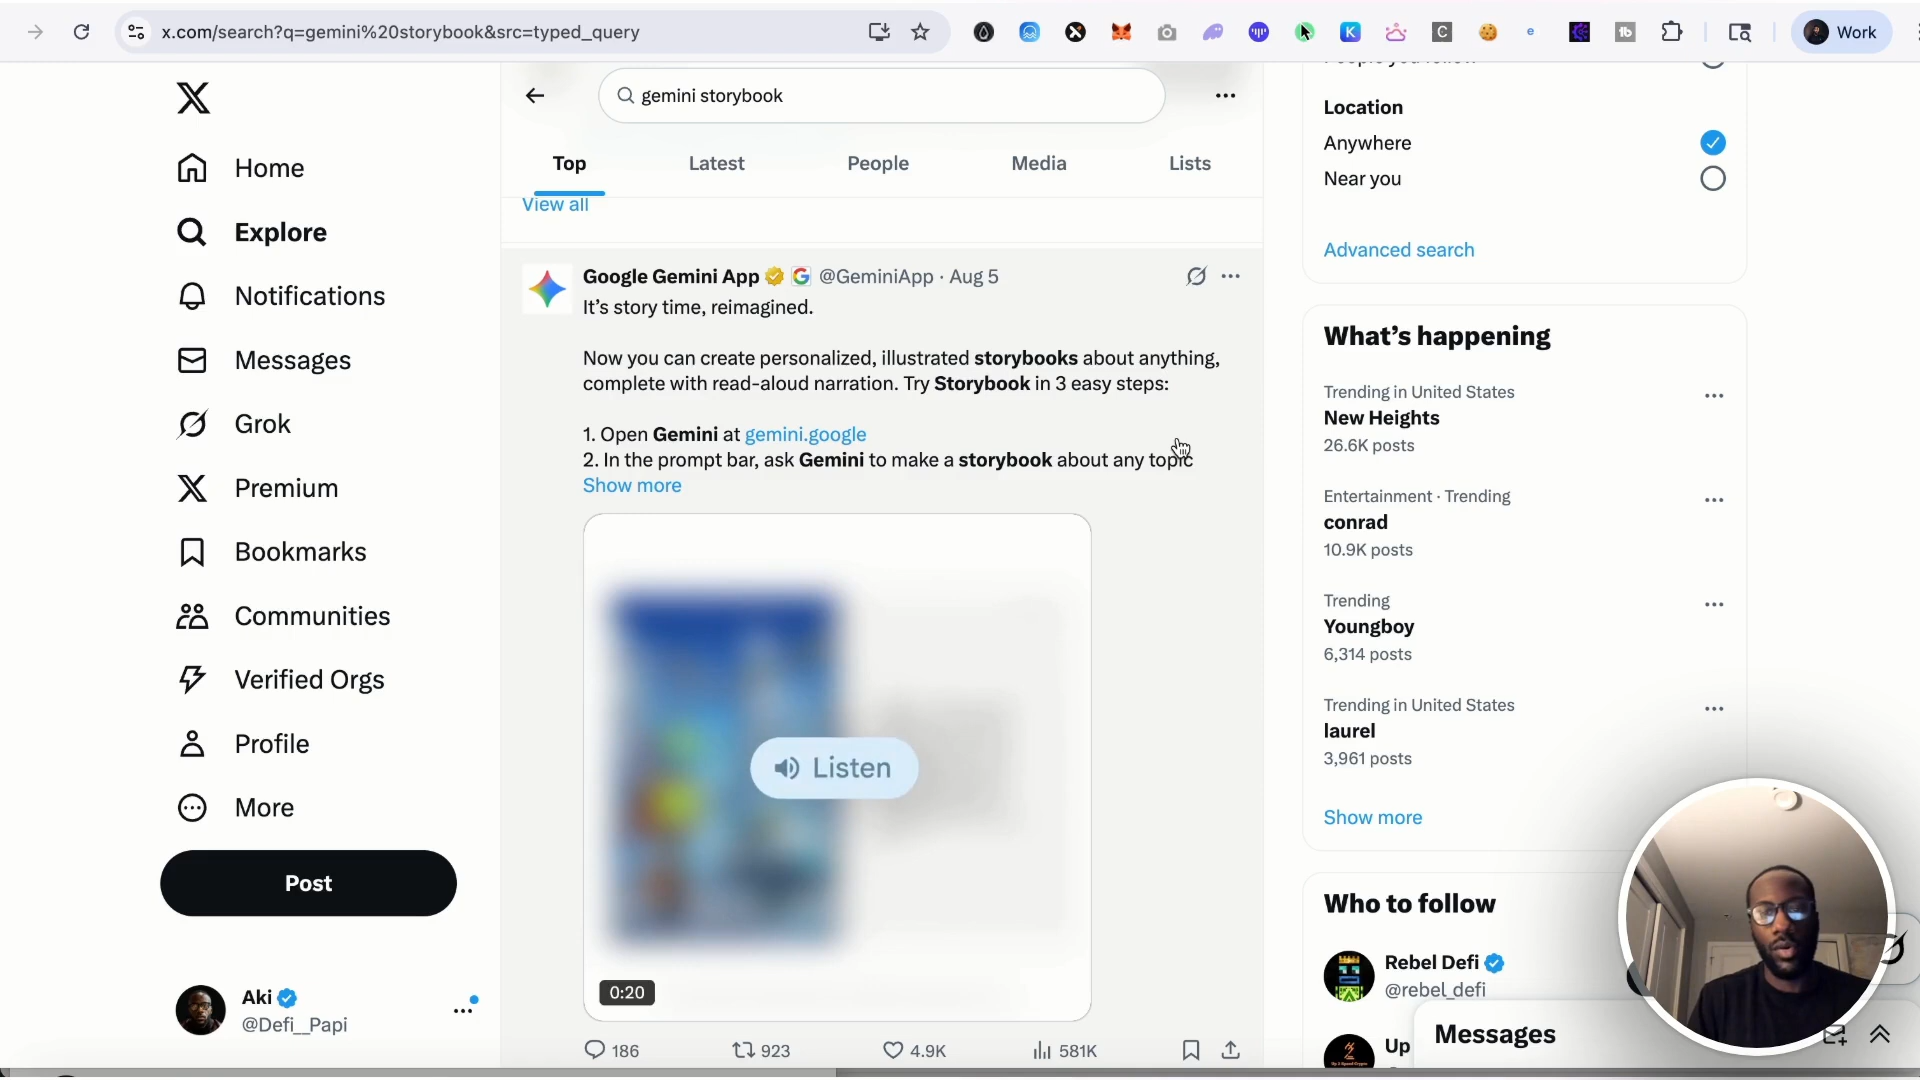 x.com/search?q=gemini%20storybook&src=typed_query
Work
Home
Explore
Notifications
Messages
Grok
Premium
Bookmarks
Communities
Verified Orgs
Profile
More
Post
Aki
@Defi__Papi
gemini storybook
Top
Latest
People
Media
Lists
View all
Google Gemini App @GeminiApp · Aug 5
It’s story time, reimagined.
Now you can create personalized, illustrated storybooks about anything,
complete with read-aloud narration. Try Storybook in 3 easy steps:
1. Open Gemini at gemini.google
2. In the prompt bar, ask Gemini to make a storybook about any topic
Show more
Listen
0:20
186
923
4.9K
581K
Location
Anywhere
Near you
Advanced search
What’s happening
Trending in United States
New Heights
26.6K posts
Entertainment · Trending
conrad
10.9K posts
Trending
Youngboy
6,314 posts
Trending in United States
laurel
3,961 posts
Show more
Who to follow
Rebel Defi
@rebel_defi
Up
Messages